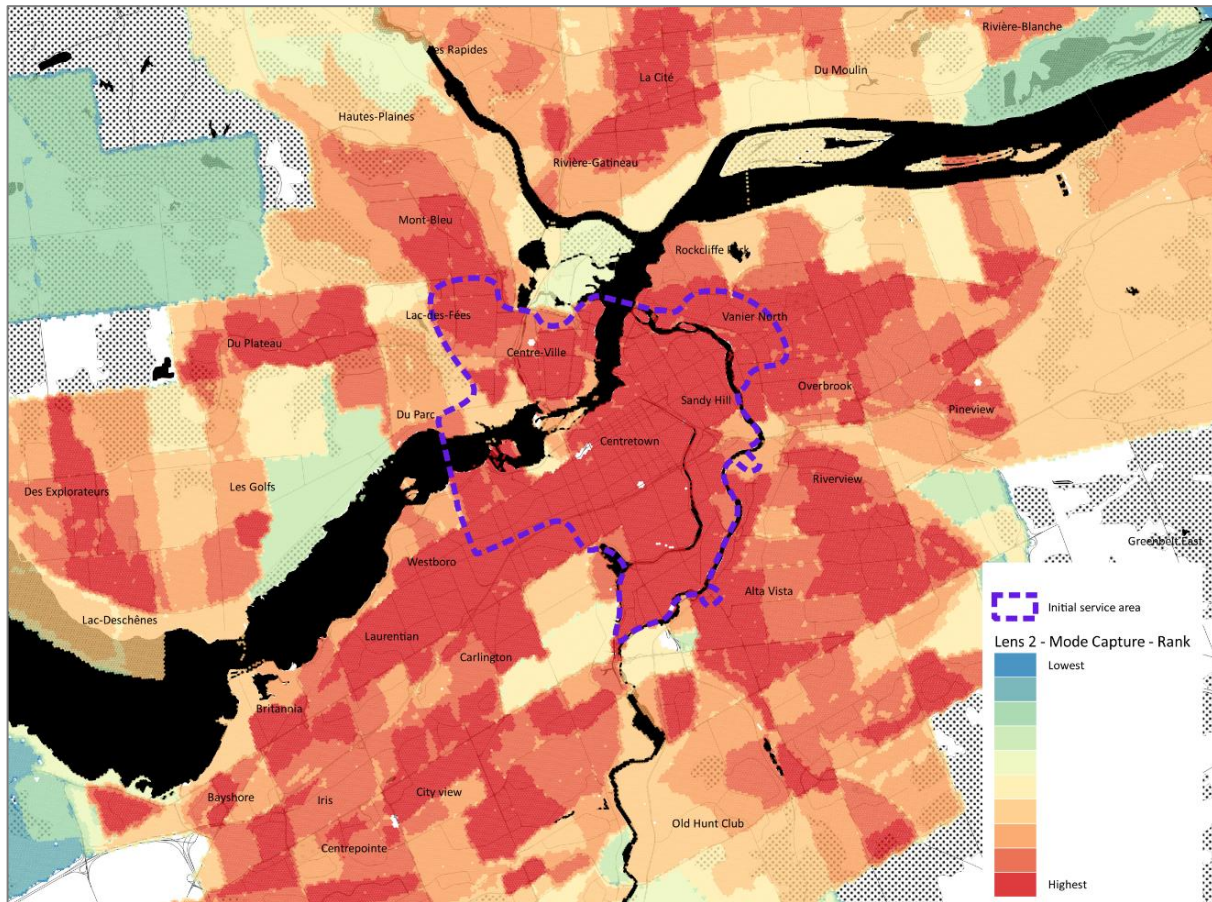 Rivière-Blanche
Les Rapides
La Cité
Du Moulin
Hautes-Plaines
Rivière-Gatineau
Mont-Bleu
Rockcliffe Park
Lac-des-Fées
Vanier North
Du Plateau
Centre-Ville
Overbrook
Sandy Hill
Pineview
Du Parc
Centretown
Riverview
Des Explorateurs
Les Golfs
Greenbelt East
Westboro
Alta Vista
Lac-Deschênes
Laurentian
Carlington
Britannia
Bayshore
Iris
City view
Old Hunt Club
Centrepointe
Initial service area
Lens 2 - Mode Capture - Rank
Lowest
Highest